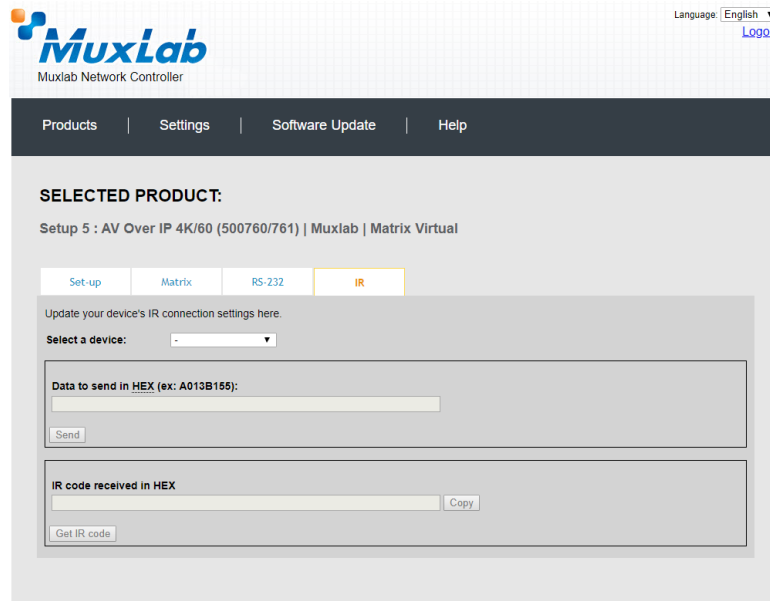 Language: English
Logo
MuxLab
Muxlab Network Controller
Products | Settings | Software Update | Help
SELECTED PRODUCT:
Setup 5 : AV Over IP 4K/60 (500760/761) | Muxlab | Matrix Virtual
Set-up Matrix RS-232 IR
Update your device's IR connection settings here.
Select a device: -
Data to send in HEX (ex: A013B155):
Send
IR code received in HEX
Copy
Get IR code